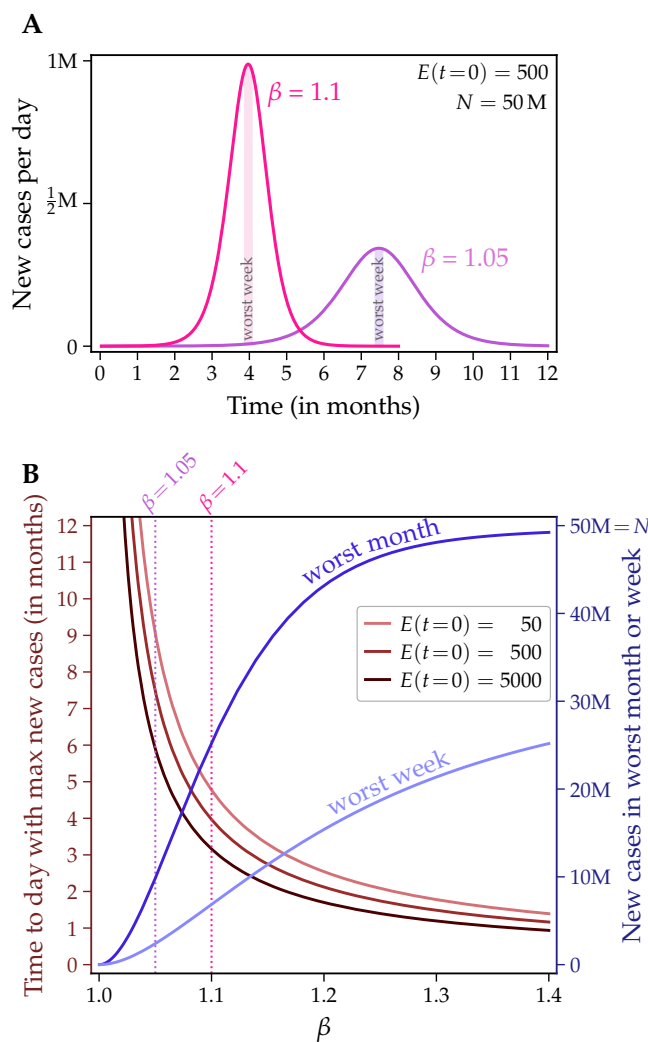 A
New cases per day
1M
½M
0
β = 1.1
E(t=0) = 500
N = 50 M
β = 1.05
worst week
worst week
0 1 2 3 4 5 6 7 8 9 10 11 12
Time (in months)
B
β = 1.05
β = 1.1
Time to day with max new cases (in months)
12
11
10
9
8
7
6
5
4
3
2
1
0
worst month
worst week
E(t=0) = 50
E(t=0) = 500
E(t=0) = 5000
50M=N
40M
30M
20M
10M
0
New cases in worst month or week
1.0 1.1 1.2 1.3 1.4
β